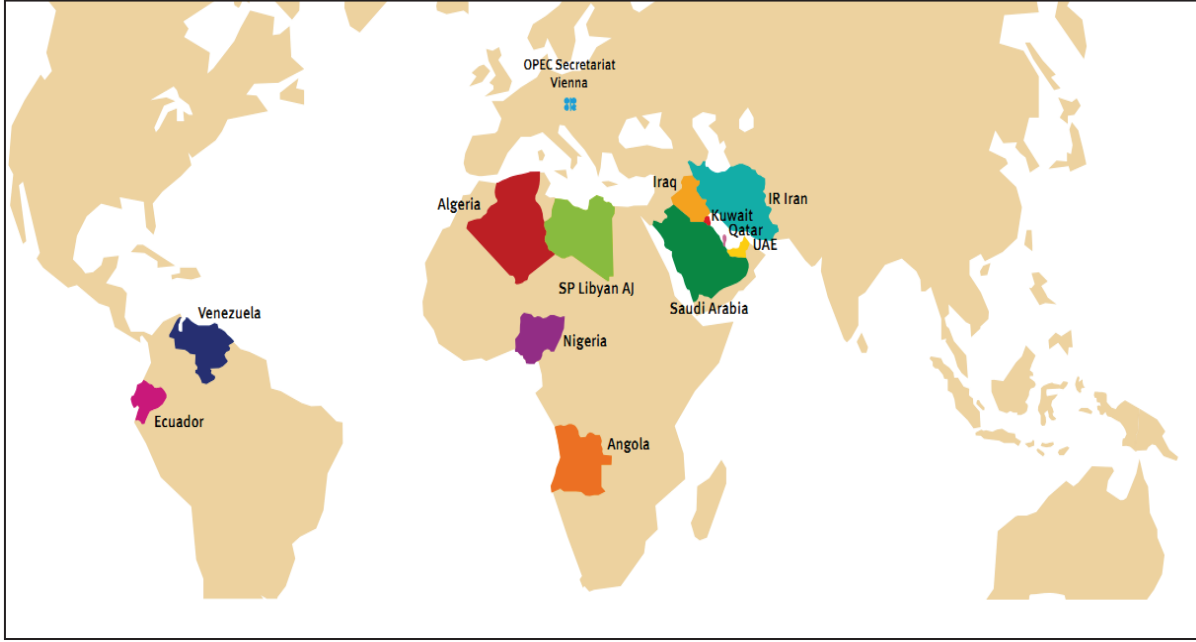 OPEC Secretariat
Vienna
Iraq
Algeria
IR Iran
Kuwait
Qatar
UAE
SP Libyan AJ
Saudi Arabia
Venezuela
Nigeria
Ecuador
Angola